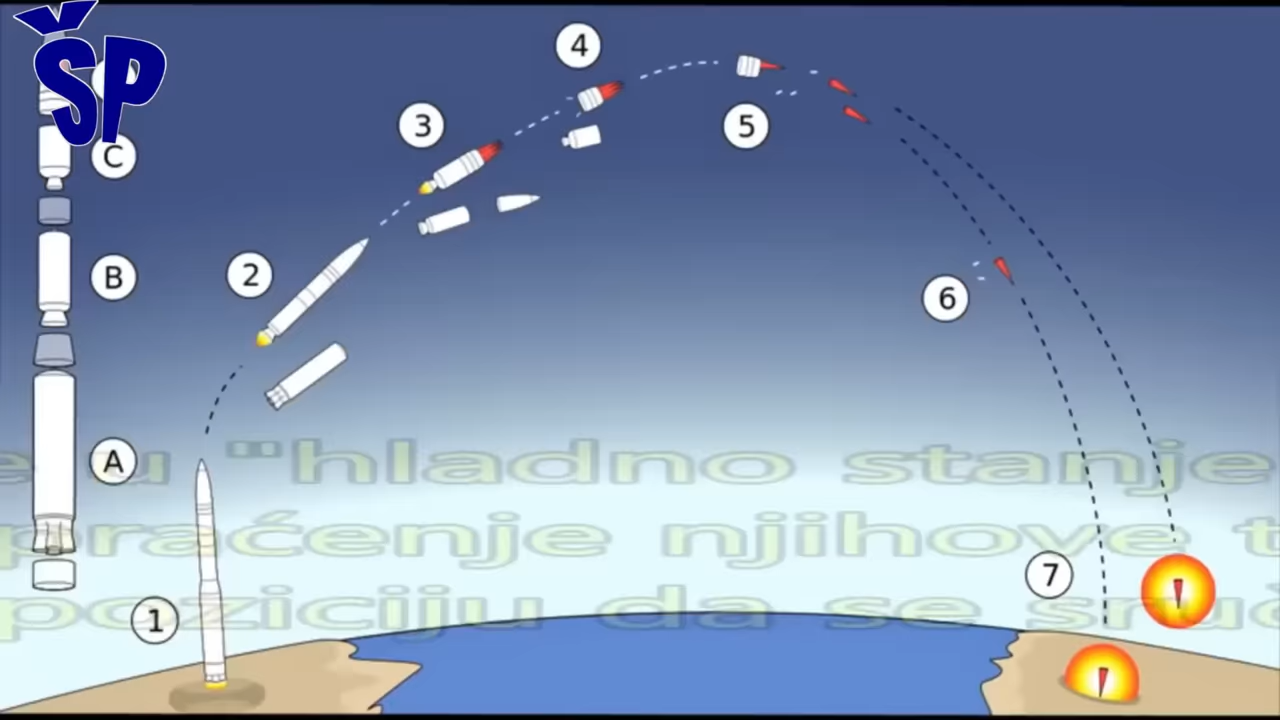 ŠP
4
3
5
C
2
B
6
"hladno stanje
A
praćenje njihove
7
poziciju da se
1